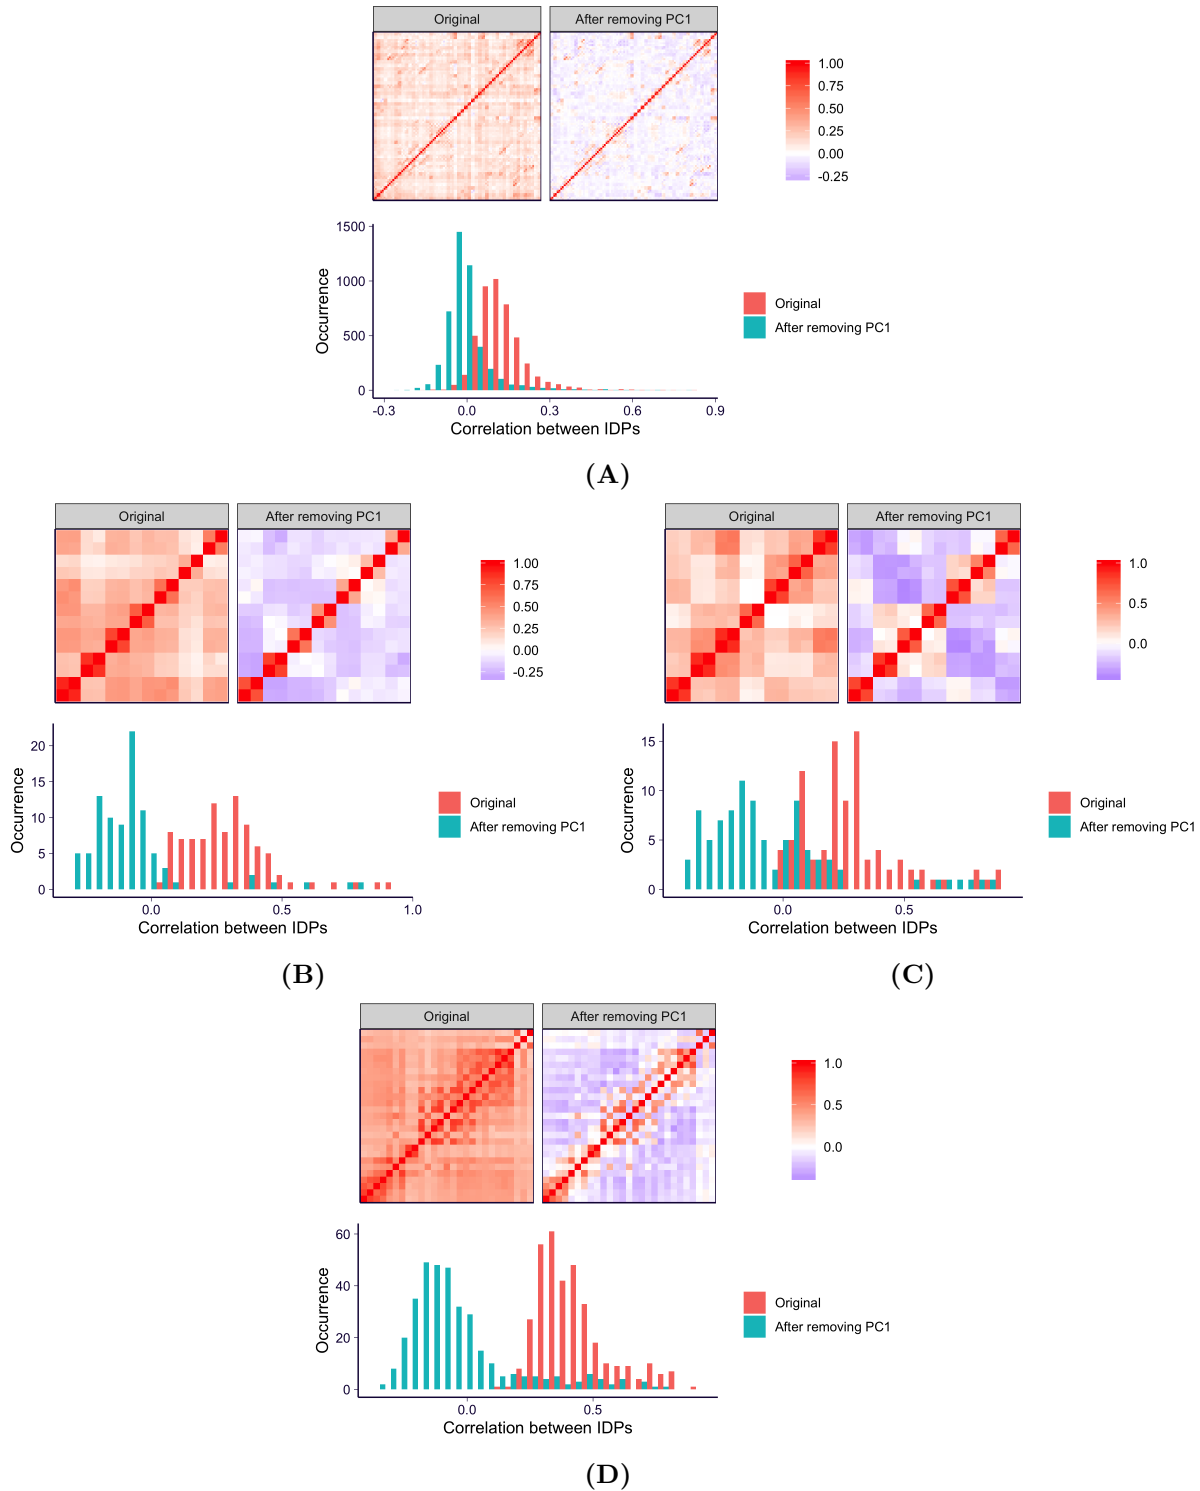 Original After removing PC1
1.00
0.75
0.50
0.25
0.00
-0.25
1500
1000
500
0
Occurrence
-0.3 0.0 0.3 0.6 0.9
Correlation between IDPs
Original
After removing PC1
(A)
Original After removing PC1
1.00
0.75
0.50
0.25
0.00
-0.25
20
15
10
5
0
Occurrence
0.0 0.5 1.0
Correlation between IDPs
Original
After removing PC1
(B)
Original After removing PC1
1.0
0.5
0.0
15
10
5
0
Occurrence
0.0 0.5
Correlation between IDPs
Original
After removing PC1
(C)
Original After removing PC1
1.0
0.5
0.0
60
40
20
0
Occurrence
0.0 0.5
Correlation between IDPs
Original
After removing PC1
(D)